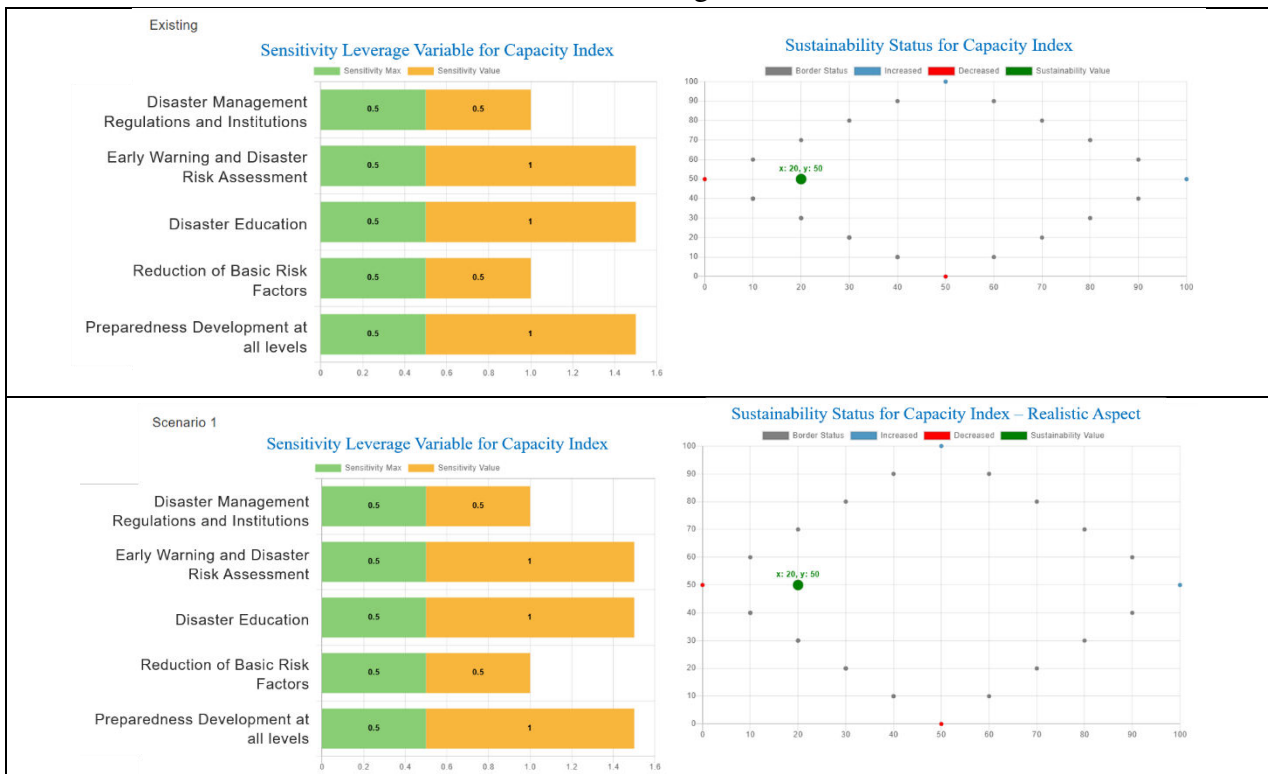 Existing
Sensitivity Leverage Variable for Capacity Index
Sensitivity Max
Sensitivity Value
Disaster Management
Regulations and Institutions
0.5
0.5
Early Warning and Disaster
Risk Assessment
0.5
1
Disaster Education
0.5
1
Reduction of Basic Risk
Factors
0.5
0.5
Preparedness Development at
all levels
0.5
1
0 0.2 0.4 0.6 0.8 1.0 1.2 1.4 1.6
Sustainability Status for Capacity Index
Border Status
Increased
Decreased
Sustainability Value
100
90
80
70
60
50
40
30
20
10
0
x: 20, y: 50
0 10 20 30 40 50 60 70 80 90 100
Scenario 1
Sensitivity Leverage Variable for Capacity Index
Sensitivity Max
Sensitivity Value
Disaster Management
Regulations and Institutions
0.5
0.5
Early Warning and Disaster
Risk Assessment
0.5
1
Disaster Education
0.5
1
Reduction of Basic Risk
Factors
0.5
0.5
Preparedness Development at
all levels
0.5
1
0 0.2 0.4 0.6 0.8 1.0 1.2 1.4 1.6
Sustainability Status for Capacity Index – Realistic Aspect
Border Status
Increased
Decreased
Sustainability Value
100
90
80
70
60
50
40
30
20
10
0
x: 20, y: 50
0 10 20 30 40 50 60 70 80 90 100